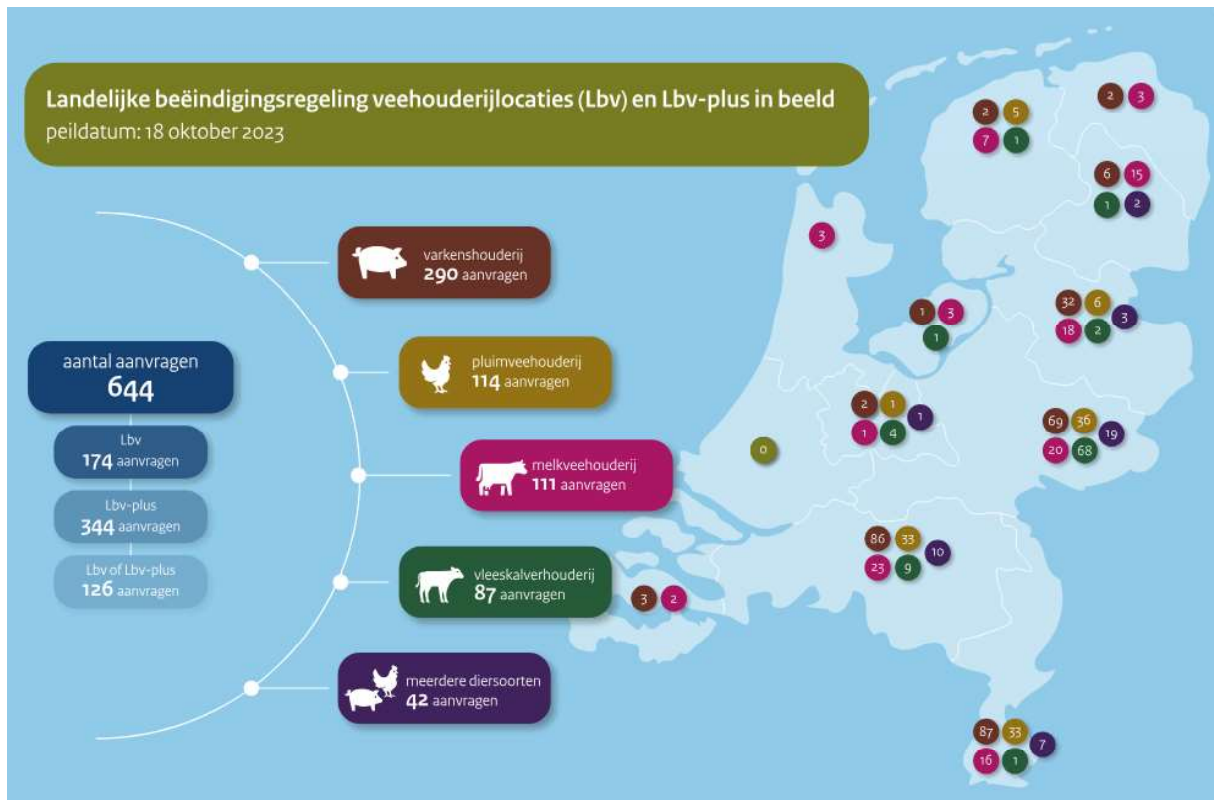 Landelijke beëindigingsregeling veehouderijlocaties (Lbv) en Lbv-plus in beeld
peildatum: 18 oktober 2023
aantal aanvragen
644
Lbv
174 aanvragen
Lbv-plus
344 aanvragen
Lbv of Lbv-plus
126 aanvragen
varkenshouderij
290 aanvragen
pluimveehouderij
114 aanvragen
melkveehouderij
111 aanvragen
vleeskalverhouderij
87 aanvragen
meerdere diersoorten
42 aanvragen
2 3
2 5
7 1
6 15
1 2
3
1 3
1
32 6
3
18 2
2 1
1
1 4
69 36
19
20 68
0
86 33
10
23 9
3 2
87 33
7
16 1